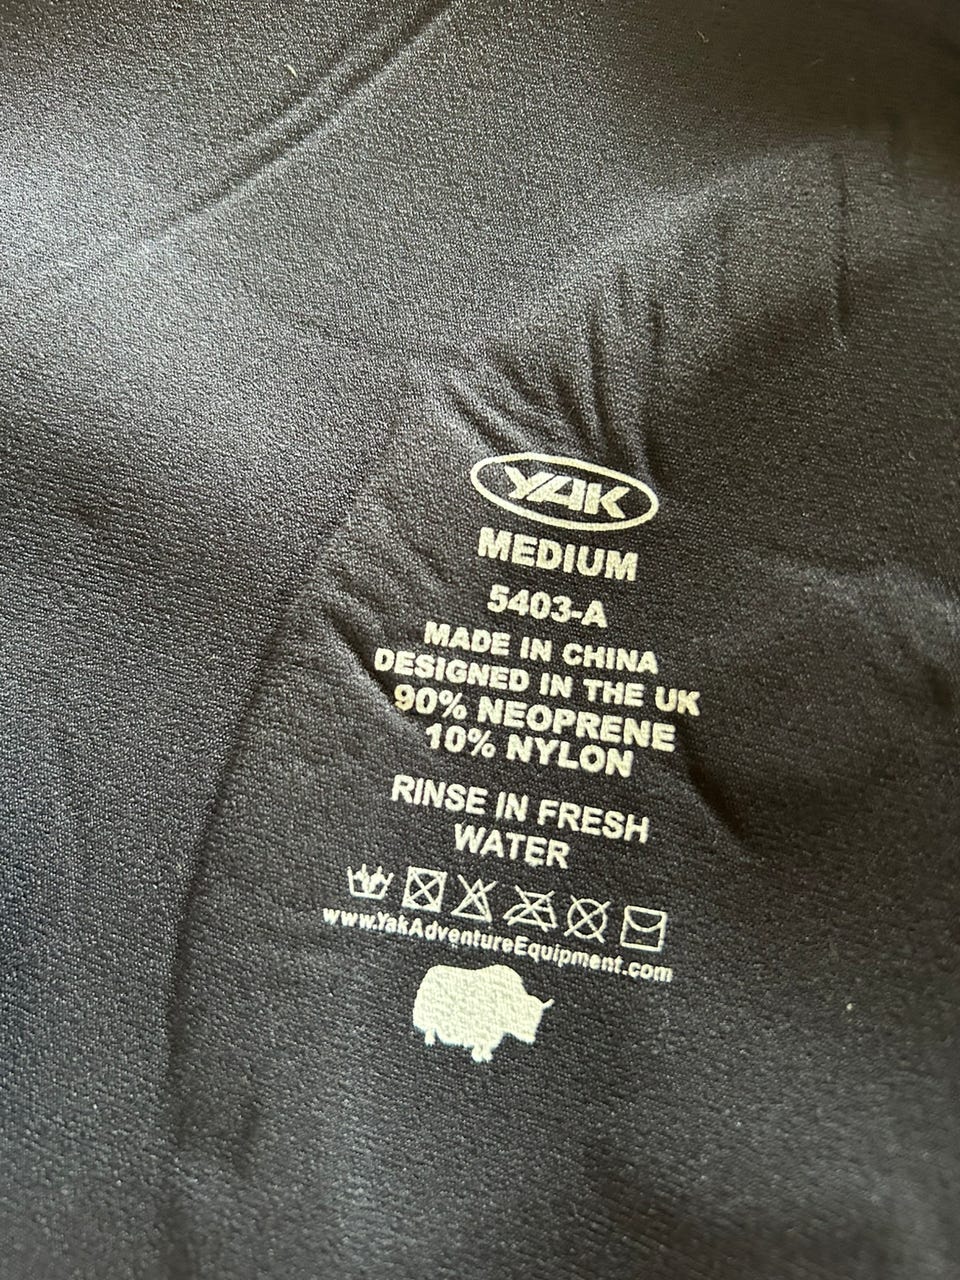 YAK
MEDIUM
5403-A
MADE IN CHINA
DESIGNED IN THE UK
90% NEOPRENE
10% NYLON
RINSE IN FRESH
WATER
www.YakAdventureEquipment.com